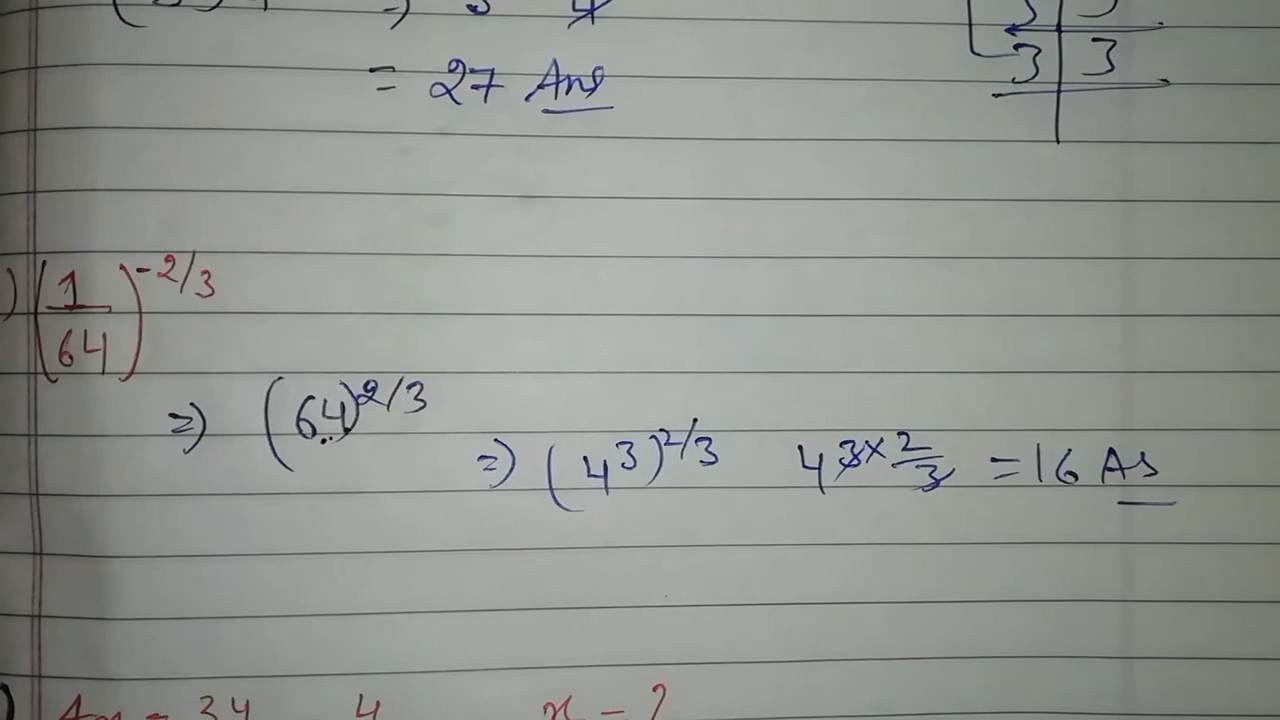 = 27 Ans
3 | 3
(1/64)^-2/3
=> (64)^2/3
=> (4^3)^2/3 4^3×2/3 = 16 As